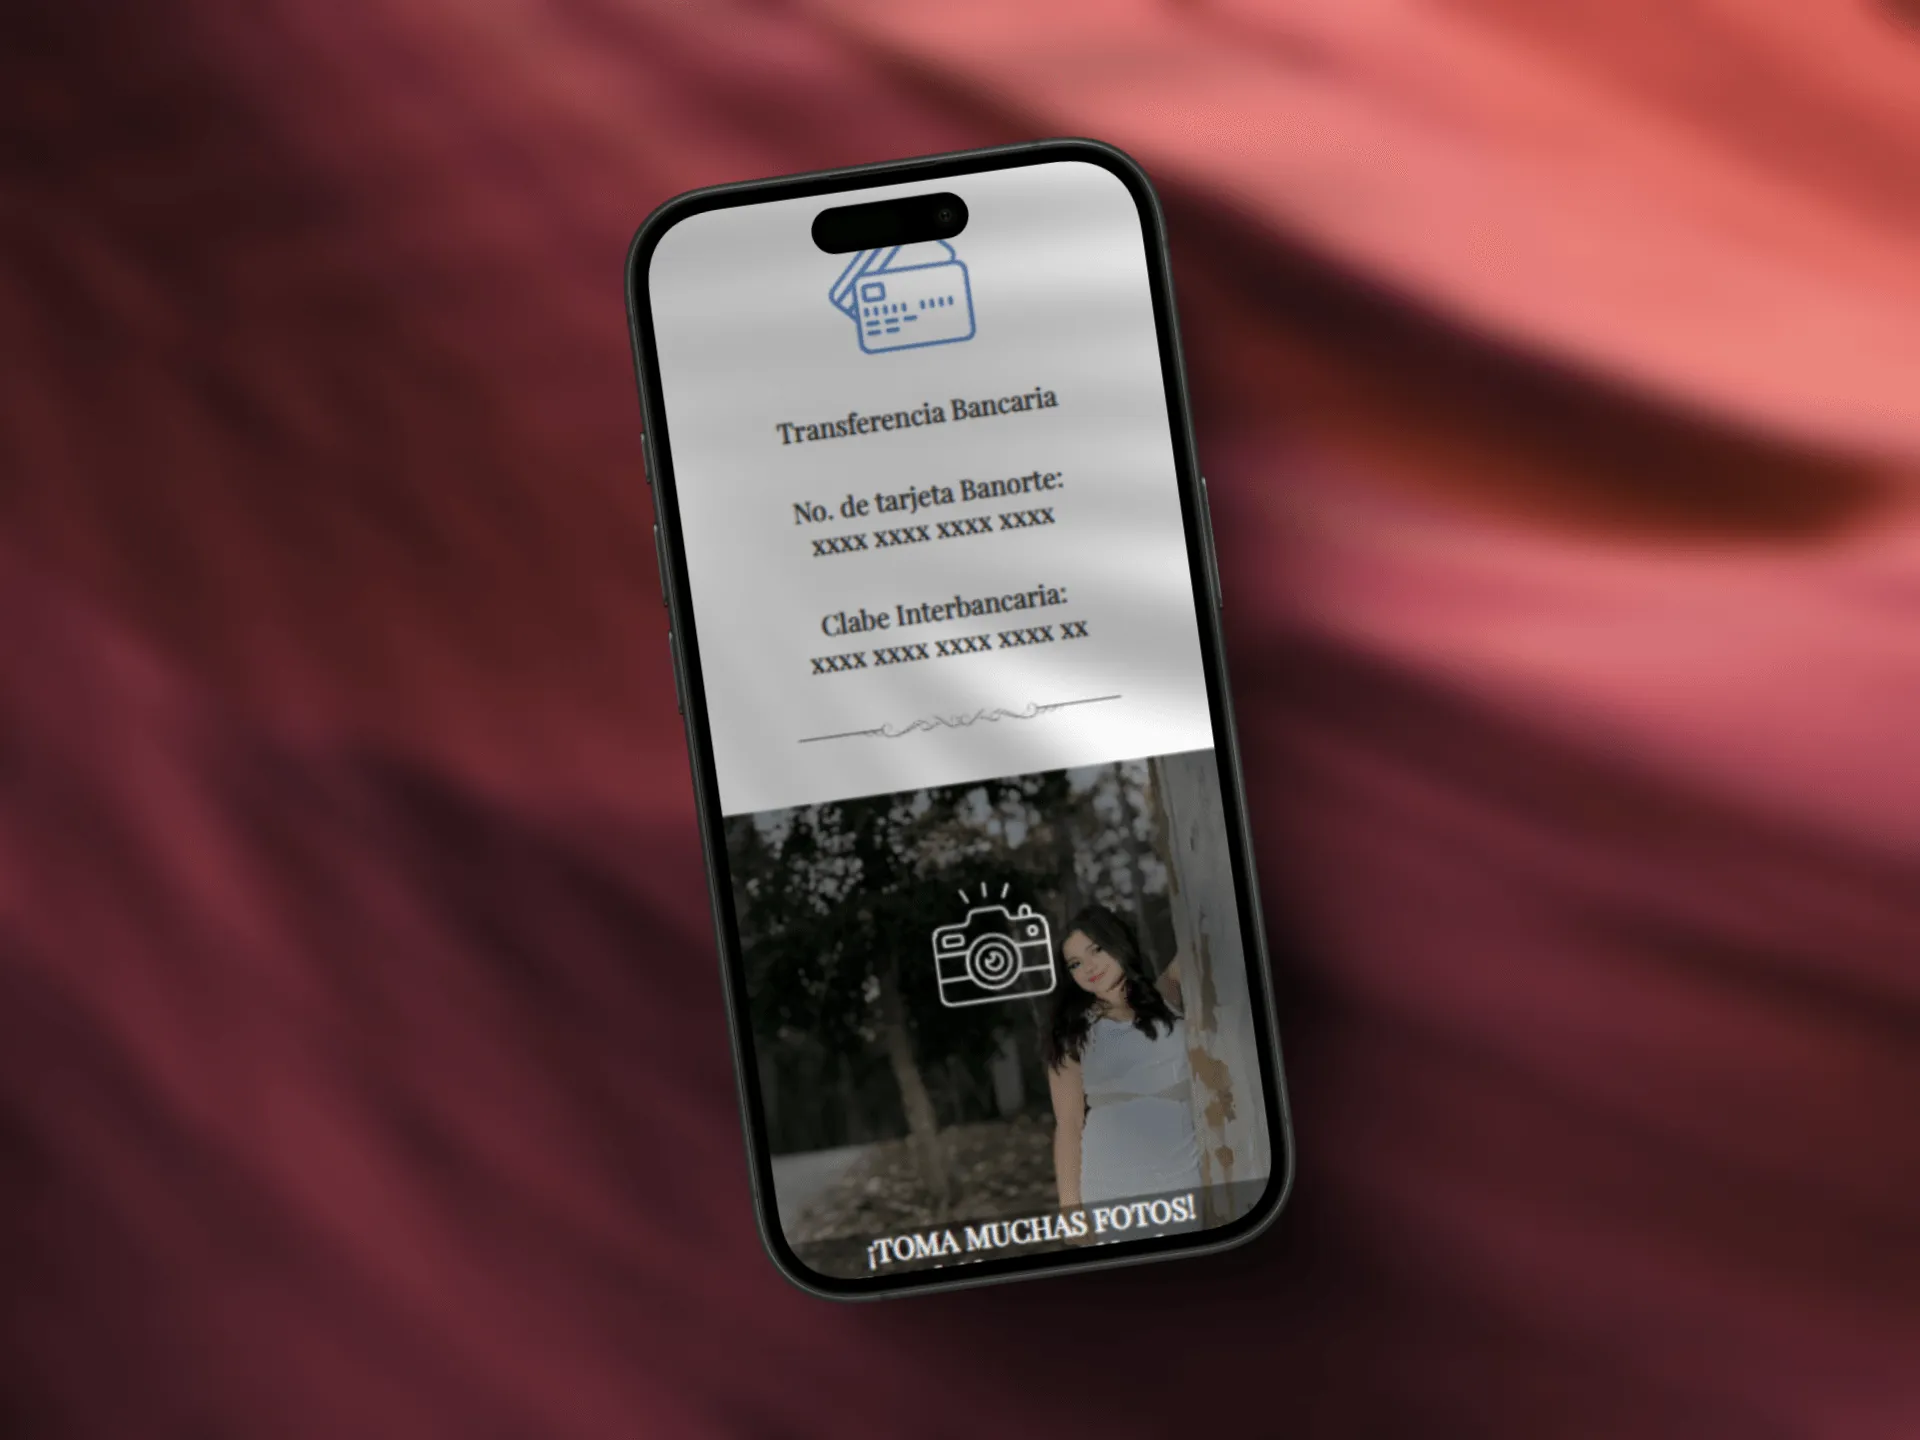 Transferencia Bancaria
No. de tarjeta Banorte:
xxxx xxxx xxxx xxxx
Clabe Interbancaria:
xxxx xxxx xxxx xxxx xx
¡TOMA MUCHAS FOTOS!